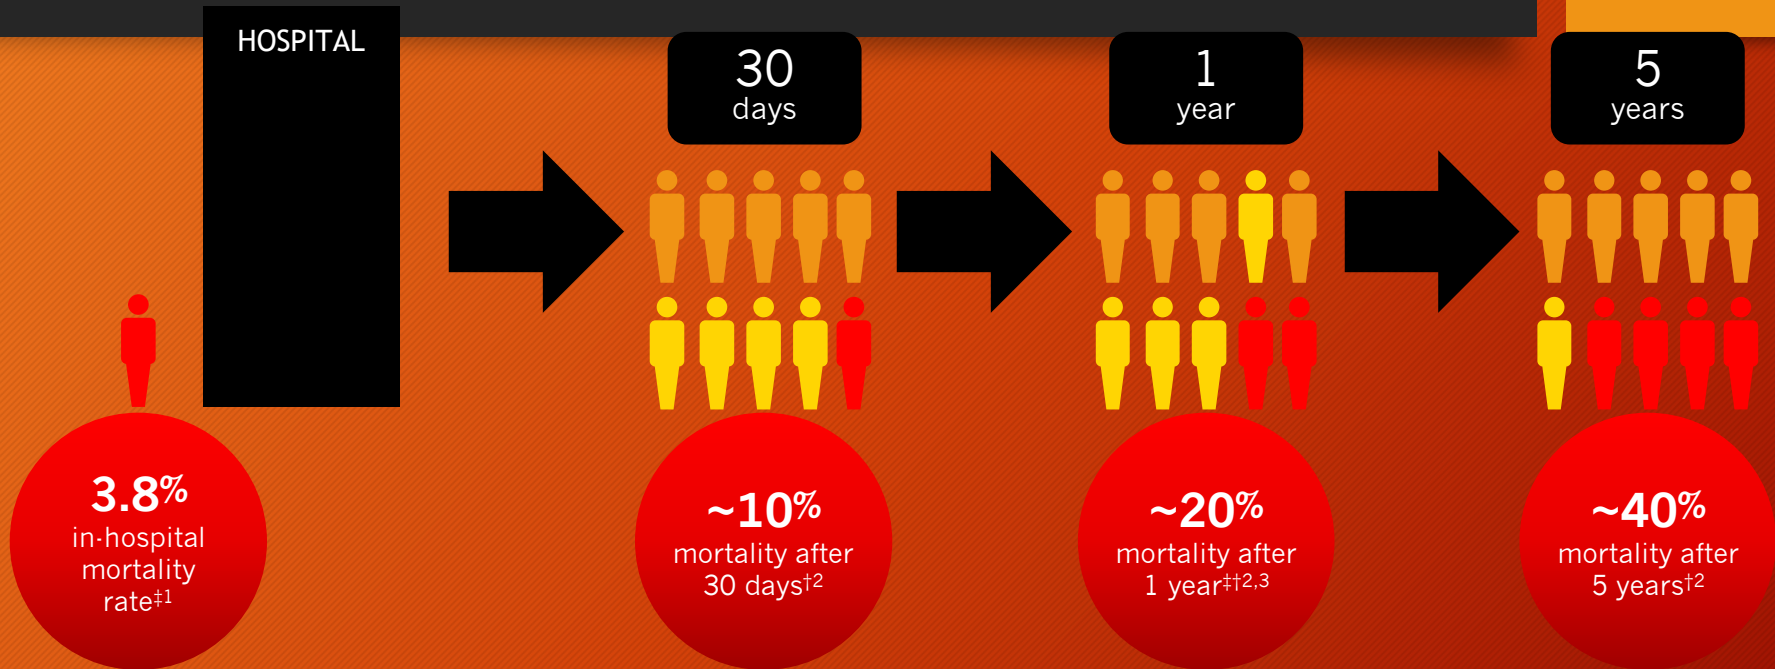 HOSPITAL
30
days
1
year
5
years
3.8%
in-hospital
mortality
rate‡1
~10%
mortality after
30 days†2
~20%
mortality after
1 year‡†2,3
~40%
mortality after
5 years†2